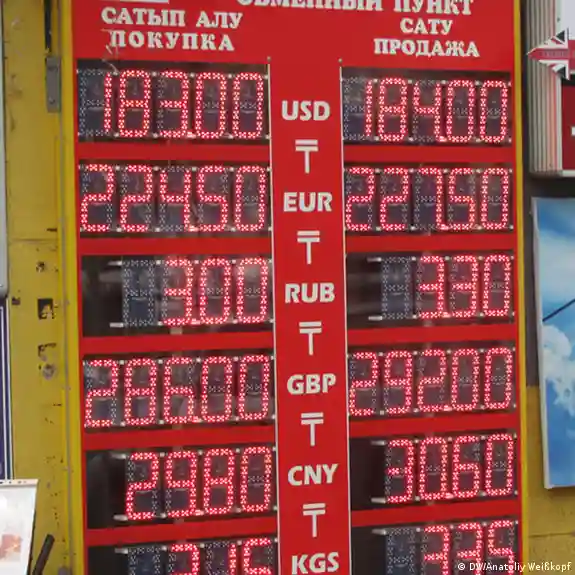 ОБМЕННЫЙ ПУНКТ
САТЫП АЛУ САТУ
ПОКУПКА ПРОДАЖА
18300 USD 18400
₸
22450 EUR
₸
300 RUB 330
₸
28600 GBP 29200
₸
2980 CNY 3060
₸
KGS
© DW/Anatoliy Weißkopf